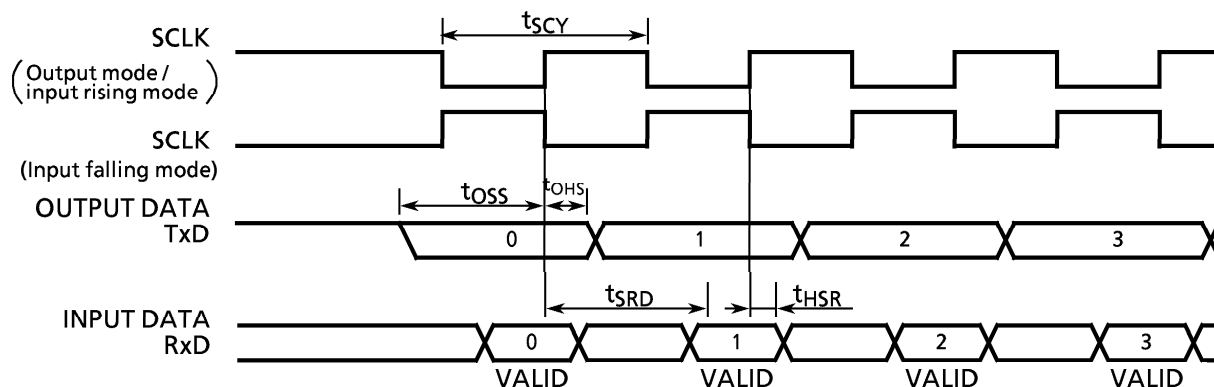 tSCY
SCLK
(Output mode / input rising mode)
SCLK
(Input falling mode)
tOSS
tOHS
OUTPUT DATA
TxD
0 1 2 3
tSRD
tHSR
INPUT DATA
RxD
0 1 2 3
VALID VALID VALID VALID